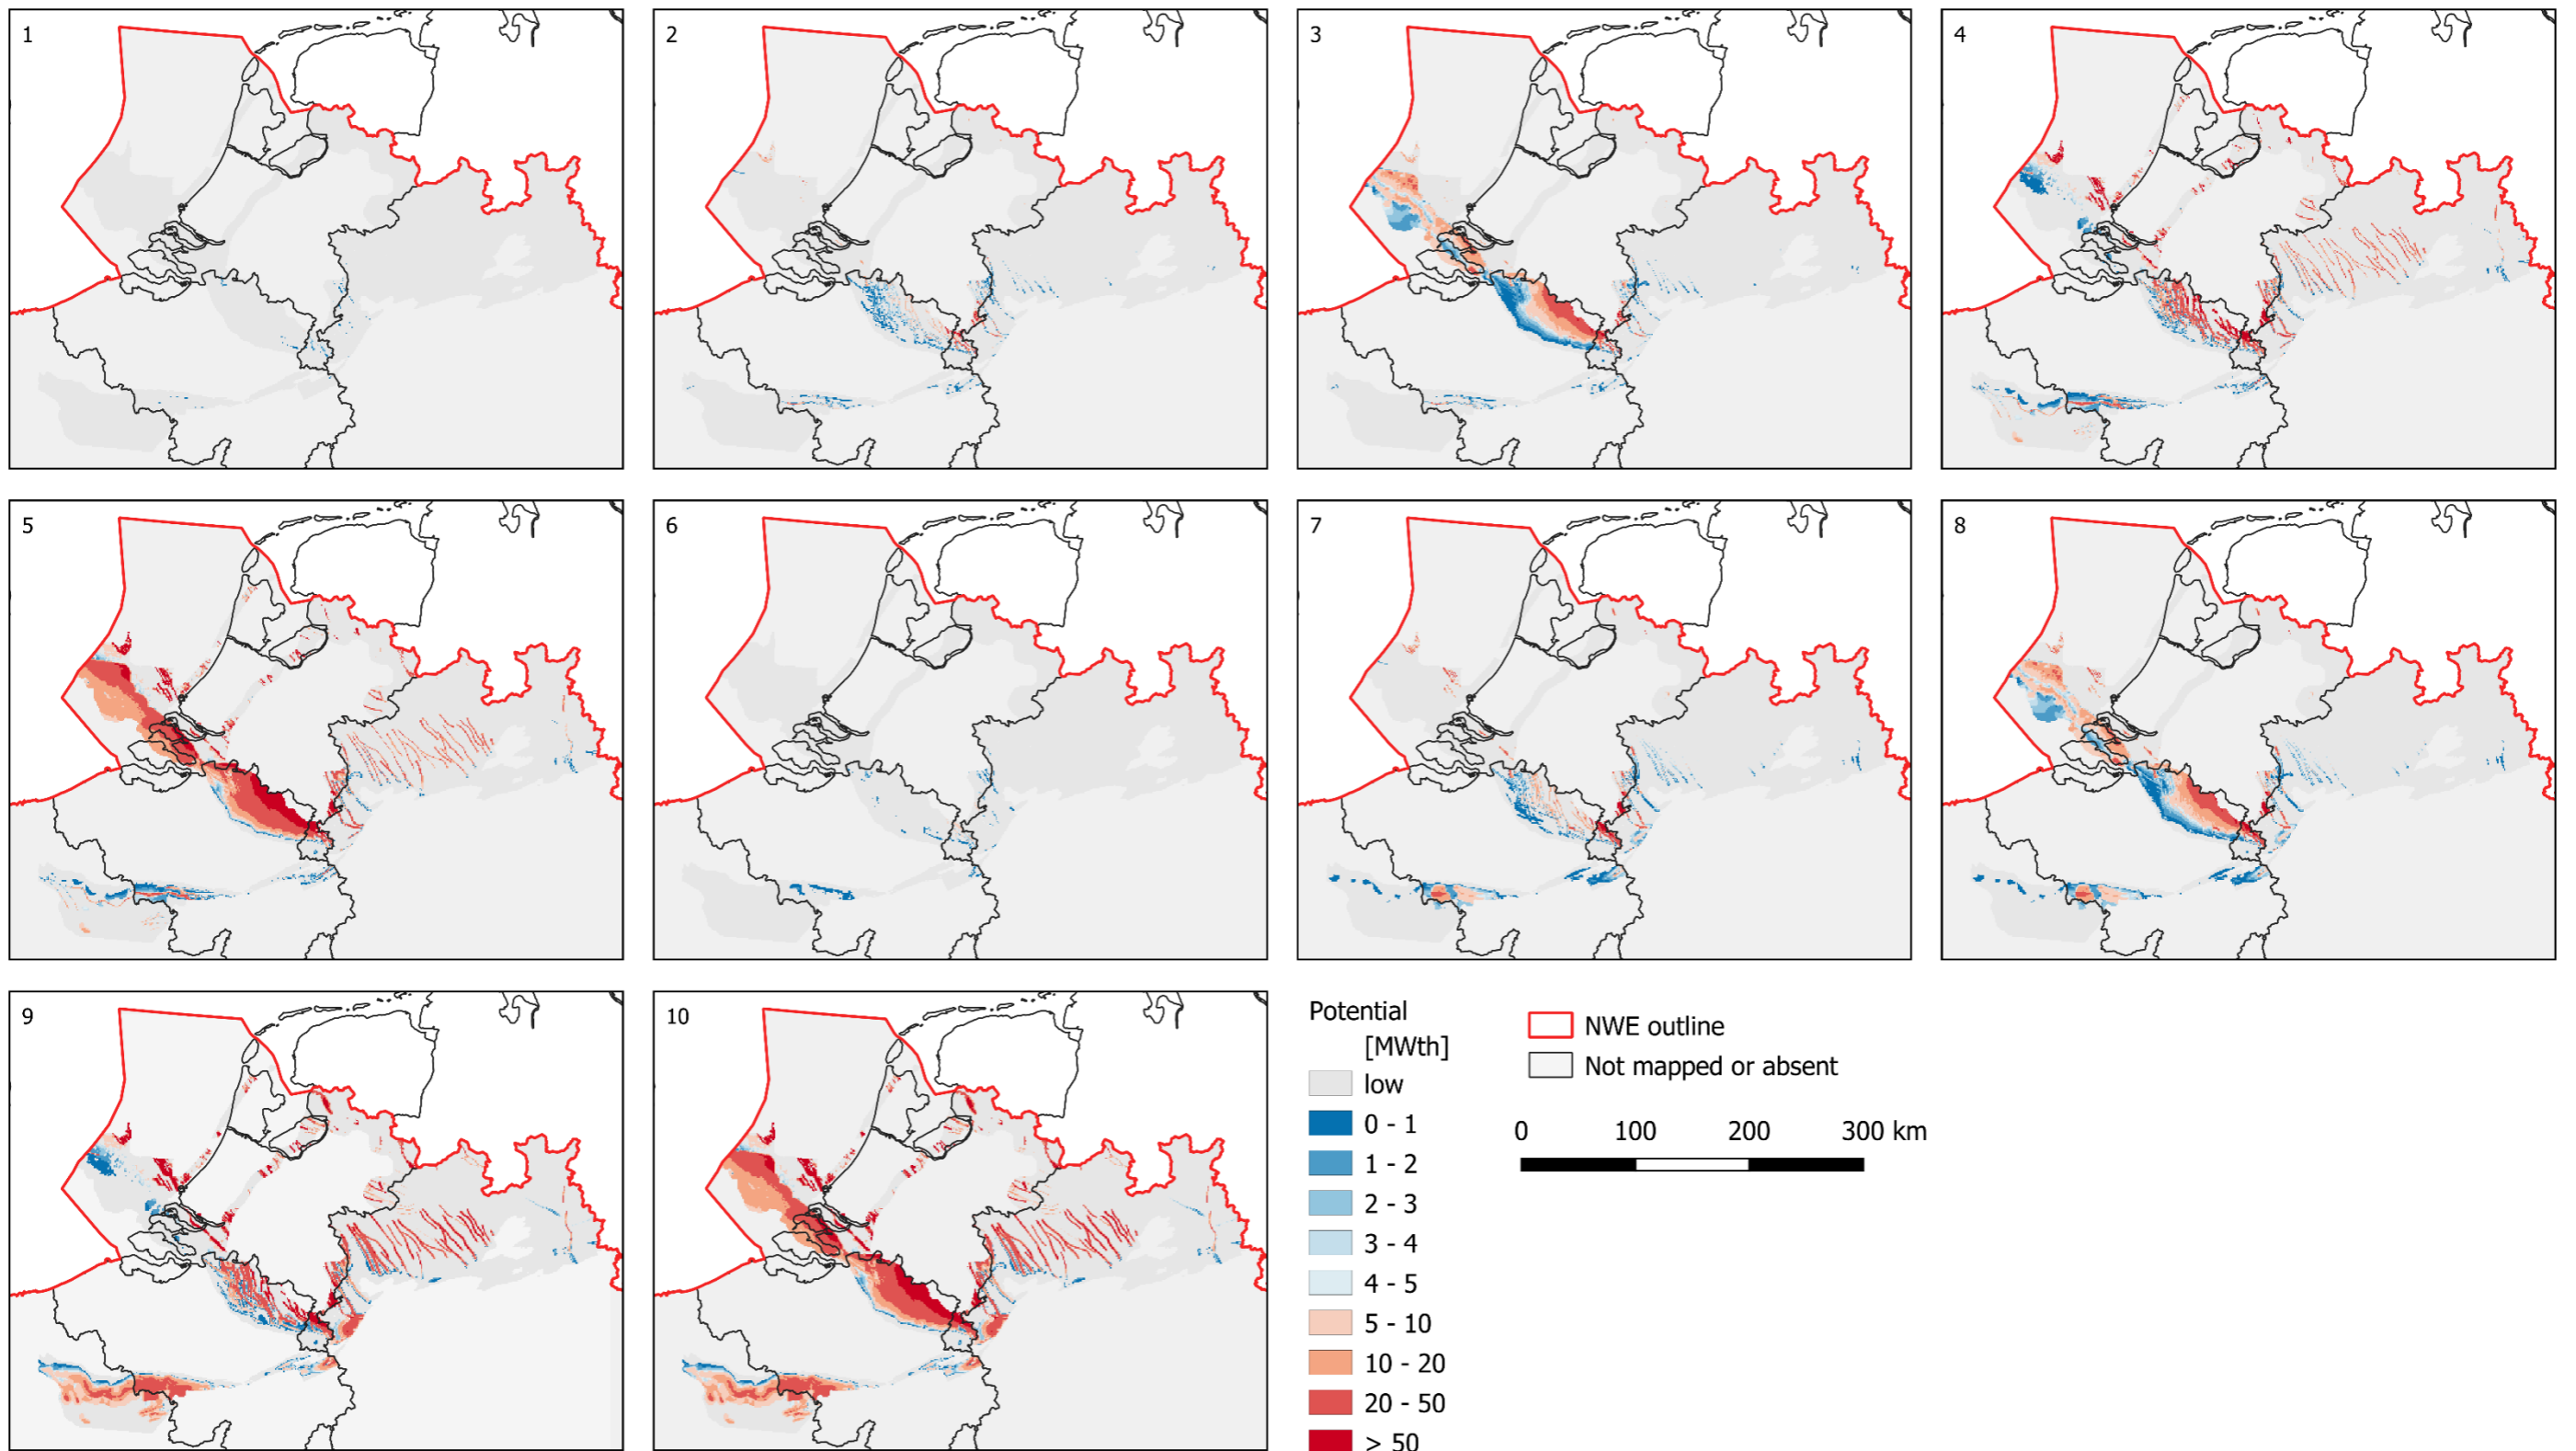 1
2
3
4
5
6
7
8
9
10
Potential
[MWth]
low
0 - 1
1 - 2
2 - 3
3 - 4
4 - 5
5 - 10
10 - 20
20 - 50
> 50
NWE outline
Not mapped or absent
0 100 200 300 km